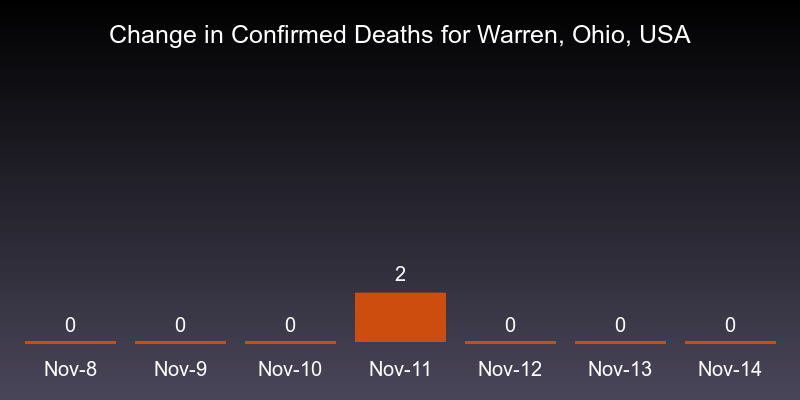 Change in Confirmed Deaths for Warren, Ohio, USA
2
0 0 0 0 0 0
Nov-8 Nov-9 Nov-10 Nov-11 Nov-12 Nov-13 Nov-14